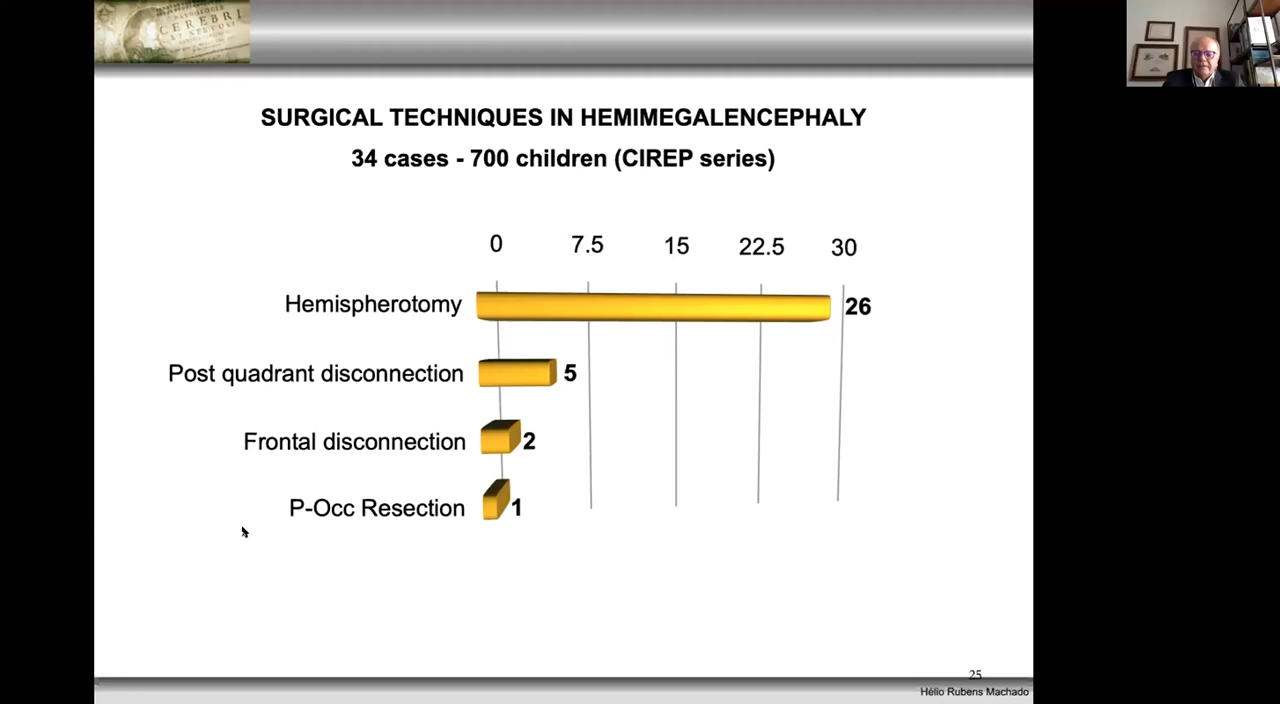 CEREBRI
SURGICAL TECHNIQUES IN HEMIMEGALENCEPHALY
34 cases - 700 children (CIREP series)
0 7.5 15 22.5 30
Hemispherotomy 26
Post quadrant disconnection 5
Frontal disconnection 2
P-Occ Resection 1
25
Hélio Rubens Machado